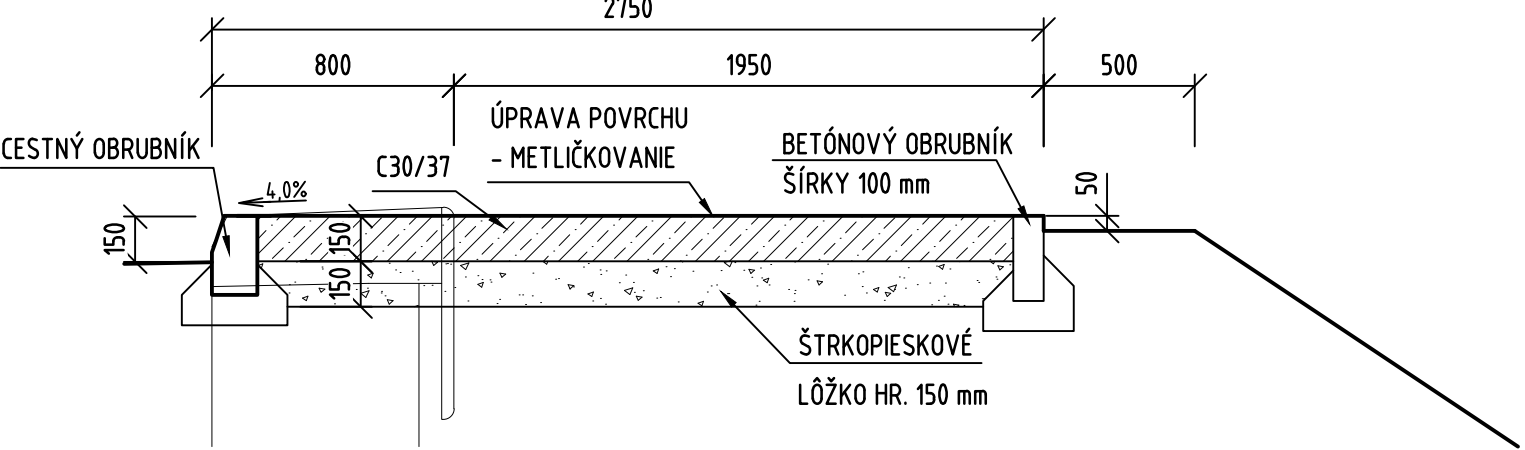 2750
800
1950
500
CESTNÝ OBRUBNÍK
4,0%
C30/37
ÚPRAVA POVRCHU
- METLIČKOVANIE
BETÓNOVÝ OBRUBNÍK
ŠÍRKY 100 mm
50
150
150
150
ŠTRKOPIESKOVÉ
LÔŽKO HR. 150 mm